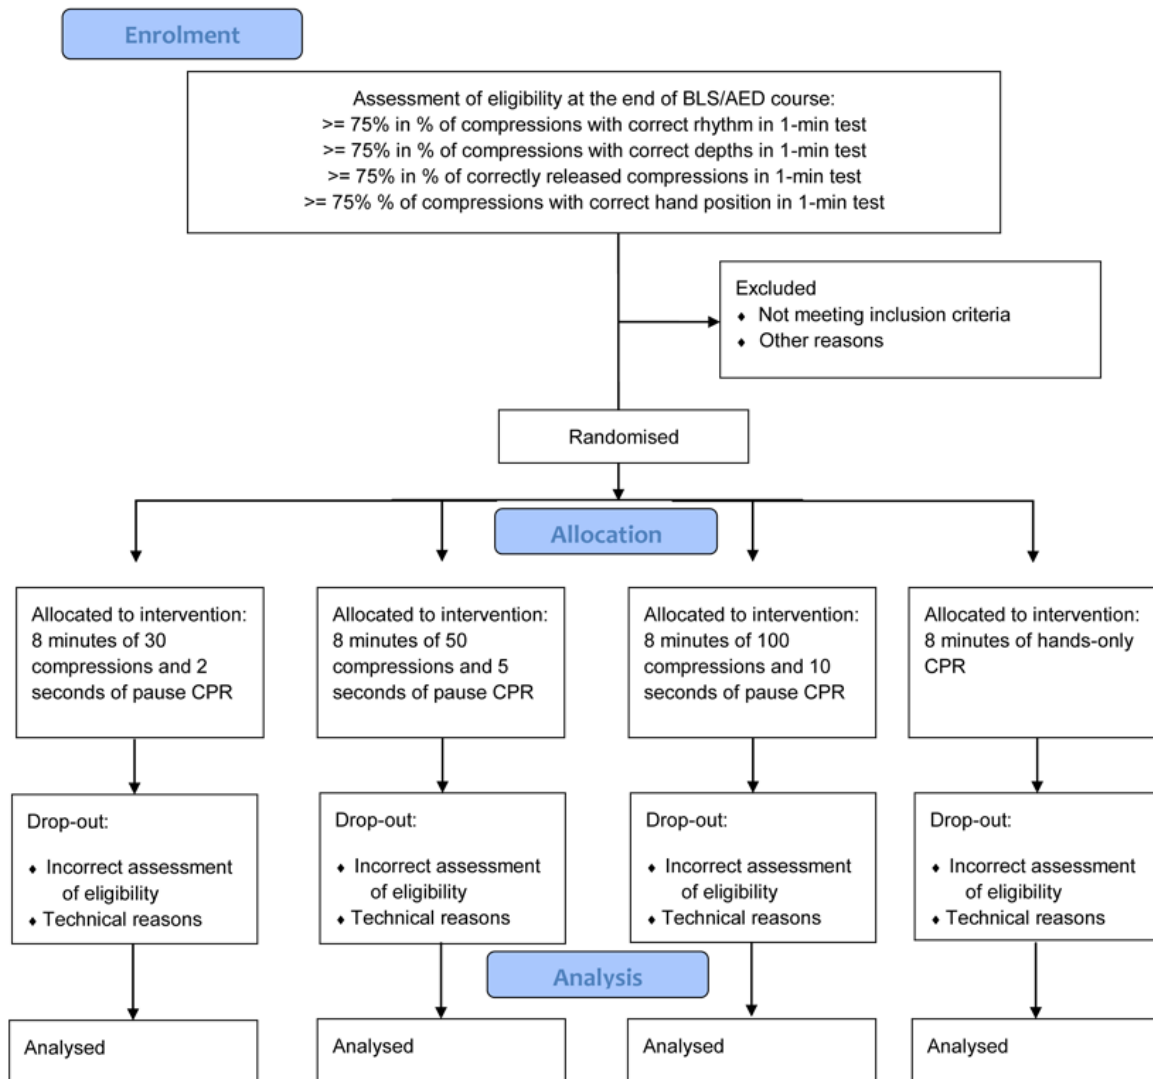 Enrolment
Assessment of eligibility at the end of BLS/AED course:
>= 75% in % of compressions with correct rhythm in 1-min test
>= 75% in % of compressions with correct depths in 1-min test
>= 75% in % of correctly released compressions in 1-min test
>= 75% % of compressions with correct hand position in 1-min test
Excluded
♦ Not meeting inclusion criteria
♦ Other reasons
Randomised
Allocation
Allocated to intervention:
8 minutes of 30
compressions and 2
seconds of pause CPR
Allocated to intervention:
8 minutes of 50
compressions and 5
seconds of pause CPR
Allocated to intervention:
8 minutes of 100
compressions and 10
seconds of pause CPR
Allocated to intervention:
8 minutes of hands-only
CPR
Drop-out:
♦ Incorrect assessment
of eligibility
♦ Technical reasons
Drop-out:
♦ Incorrect assessment
of eligibility
♦ Technical reasons
Drop-out:
♦ Incorrect assessment
of eligibility
♦ Technical reasons
Drop-out:
♦ Incorrect assessment
of eligibility
♦ Technical reasons
Analysis
Analysed
Analysed
Analysed
Analysed